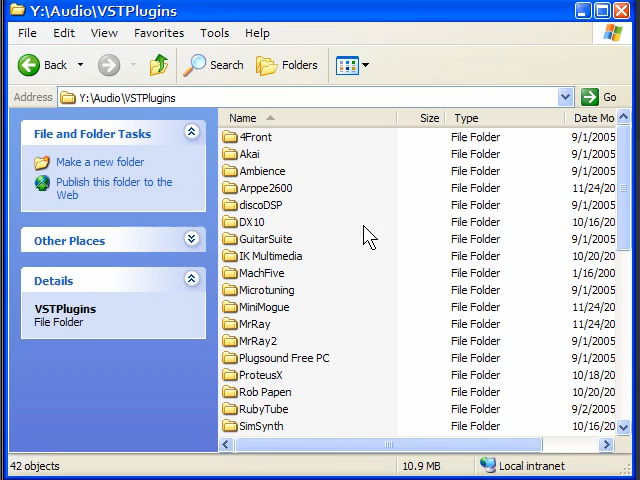 Y:\Audio\VSTPlugins
File Edit View Favorites Tools Help
Back Search Folders
Address Y:\Audio\VSTPlugins Go
File and Folder Tasks
Make a new folder
Publish this folder to the
Web
Other Places
Details
VSTPlugins
File Folder
Name Size Type Date Mo
4Front File Folder 9/1/2005
Akai File Folder 9/1/2005
Ambience File Folder 9/1/2005
Arppe2600 File Folder 11/24/20
discoDSP File Folder 9/1/2005
DX10 File Folder 10/16/20
GuitarSuite File Folder 9/1/2005
IK Multimedia File Folder 10/20/20
MachFive File Folder 1/16/200
Microtuning File Folder 9/1/2005
MiniMogue File Folder 11/24/20
MrRay File Folder 11/24/20
MrRay2 File Folder 9/1/2005
Plugsound Free PC File Folder 9/1/2005
ProteusX File Folder 10/18/20
Rob Papen File Folder 10/20/20
RubyTube File Folder 9/2/2005
SimSynth File Folder 10/16/20
42 objects 10.9 MB Local intranet